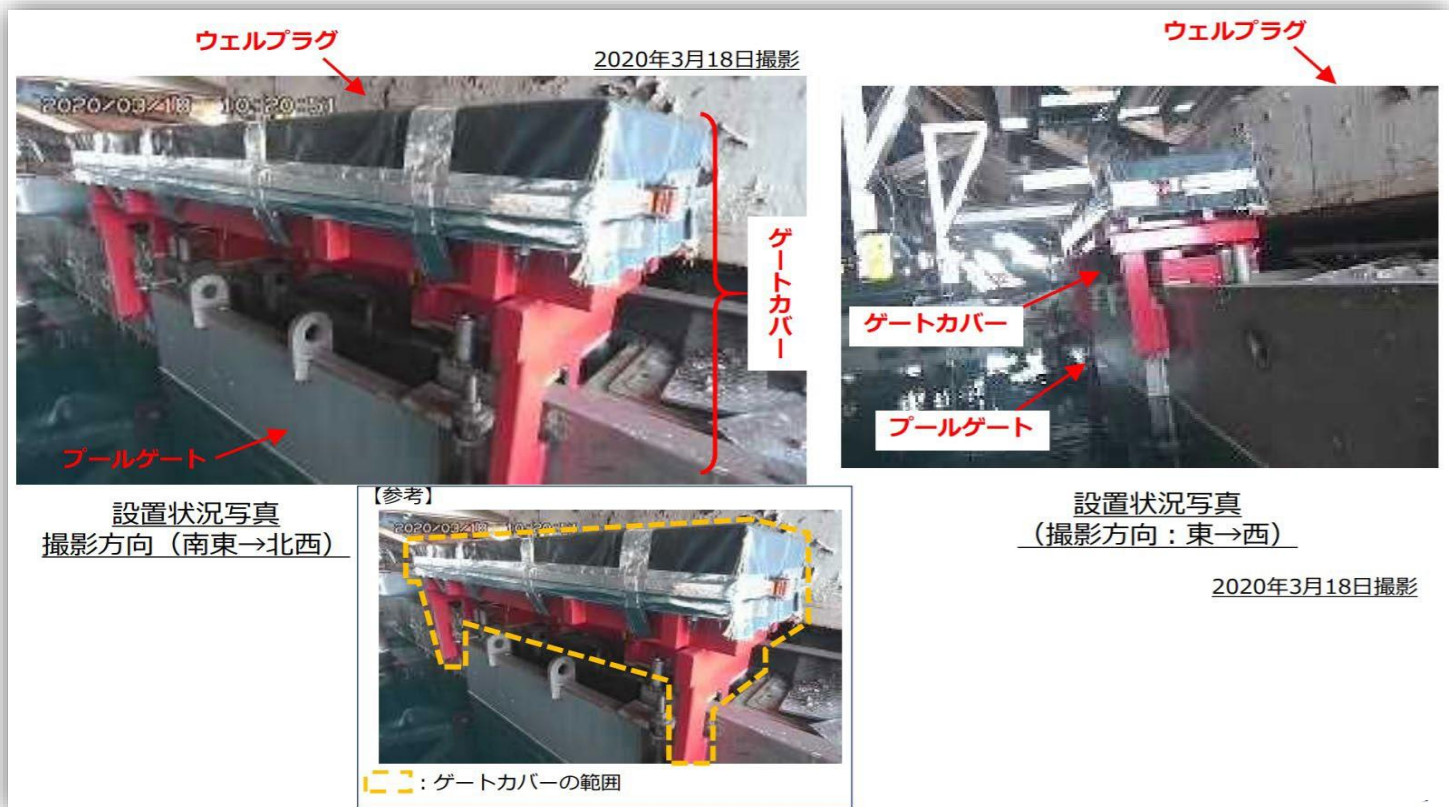 ウェルプラグ
2020年3月18日撮影
2020/03/18 10:20:51
ゲートカバー
プールゲート
設置状況写真
撮影方向（南東→北西）
【参考】
2020/03/18 10:20:51
：ゲートカバーの範囲
ウェルプラグ
ゲートカバー
プールゲート
設置状況写真
（撮影方向：東→西）
2020年3月18日撮影